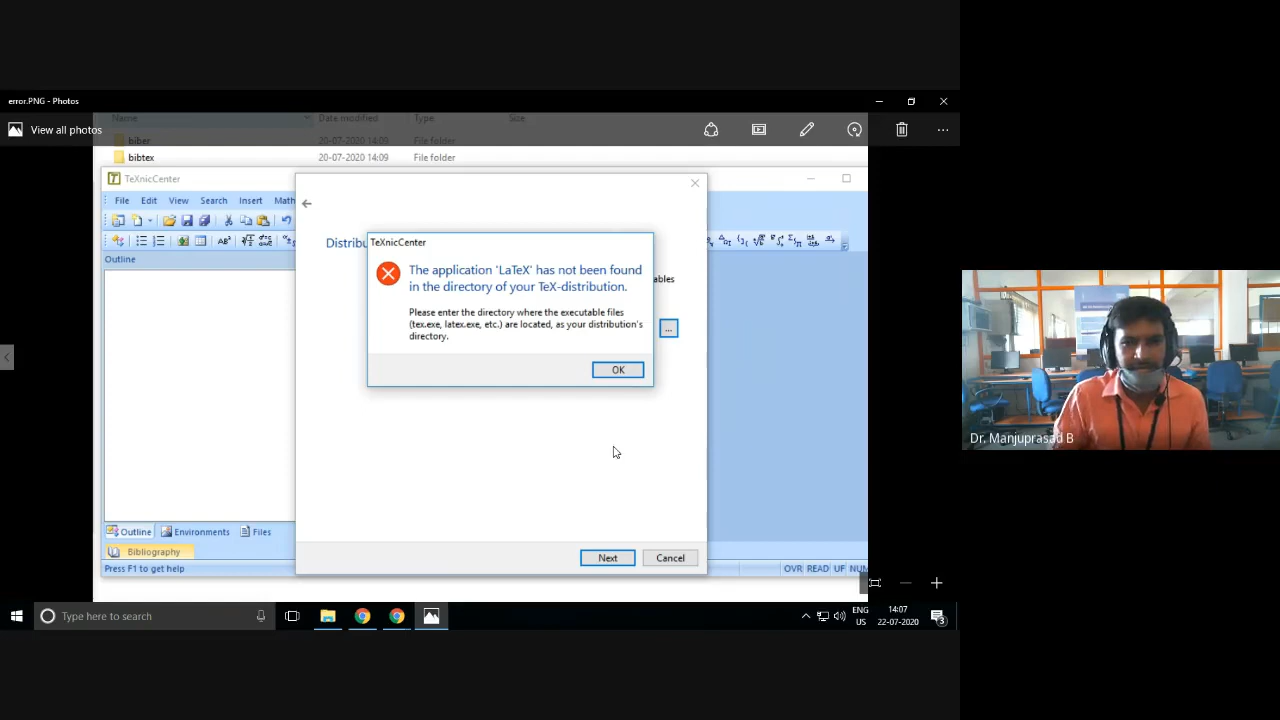 error.PNG - Photos
View all photos
Name Date modified Type Size
biber 20-07-2020 14:09 File folder
bibtex 20-07-2020 14:09 File folder
TeXnicCenter
File Edit View Search Insert Math
Outline
Distribu
TeXnicCenter
The application 'LaTeX' has not been found
in the directory of your TeX-distribution.
Please enter the directory where the executable files
(tex.exe, latex.exe, etc.) are located, as your distribution's
directory.
OK
ables
...
Outline Environments Files
Bibliography
Press F1 to get help
Next Cancel
OVR READ UF NUM
Dr. Manjuprasad B
Type here to search
ENG
US
14:07
22-07-2020
3